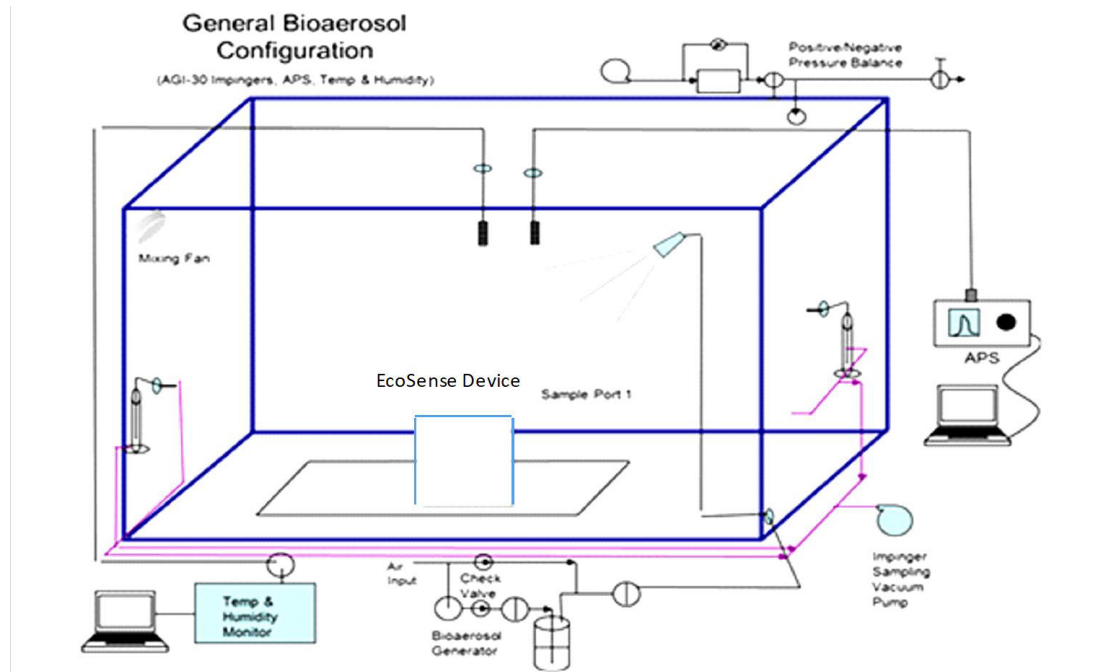 General Bioaerosol
Configuration
(AGI-30 Impingers, APS, Temp & Humidity)
Positive/Negative
Pressure Balance
Mixing Fan
APS
EcoSense Device
Sample Port 1
Impinger
Sampling
Vacuum
Pump
Air
Input
Check
Valve
Temp &
Humidity
Monitor
Bioaerosol
Generator